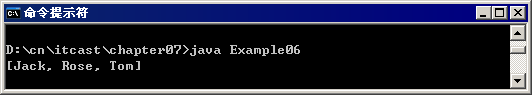 命令提示符
D:\cn\itcast\chapter07>java Example06
[Jack, Rose, Tom]